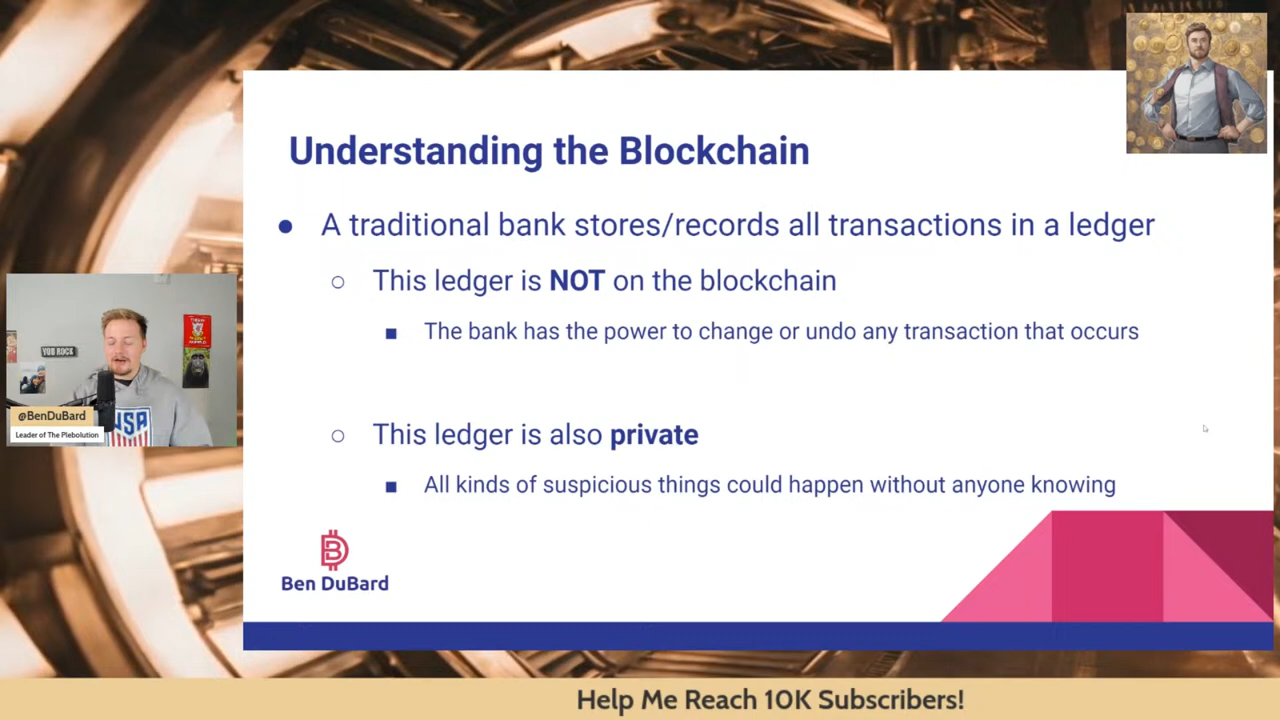 Understanding the Blockchain
● A traditional bank stores/records all transactions in a ledger
○ This ledger is NOT on the blockchain
■ The bank has the power to change or undo any transaction that occurs
○ This ledger is also private
■ All kinds of suspicious things could happen without anyone knowing
Ben DuBard
YOU ROCK
USA
@BenDuBard
Leader of The Plebolution
Help Me Reach 10K Subscribers!